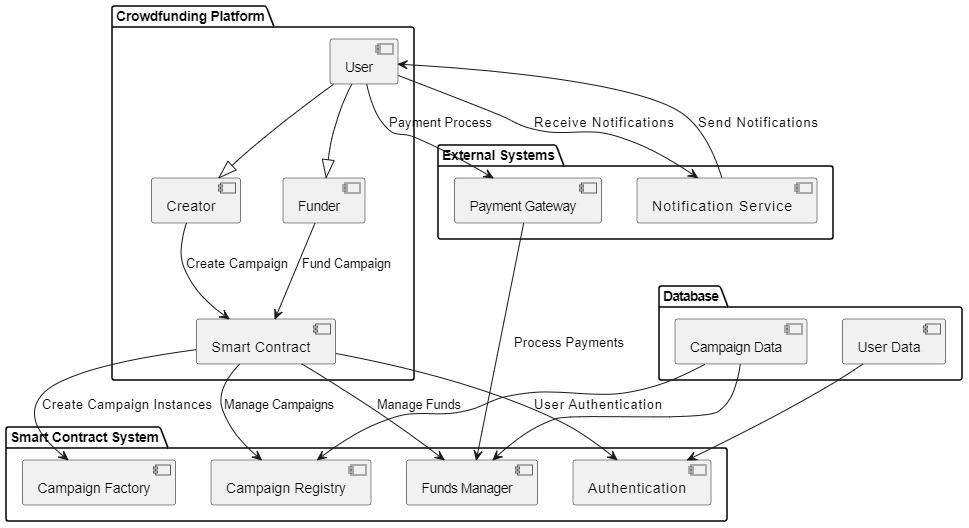 Crowdfunding Platform
User
Payment Process
Receive Notifications
Send Notifications
External Systems
Creator
Funder
Payment Gateway
Notification Service
Create Campaign
Fund Campaign
Database
Smart Contract
Process Payments
Campaign Data
User Data
Create Campaign Instances
Manage Campaigns
Manage Funds
User Authentication
Smart Contract System
Campaign Factory
Campaign Registry
Funds Manager
Authentication